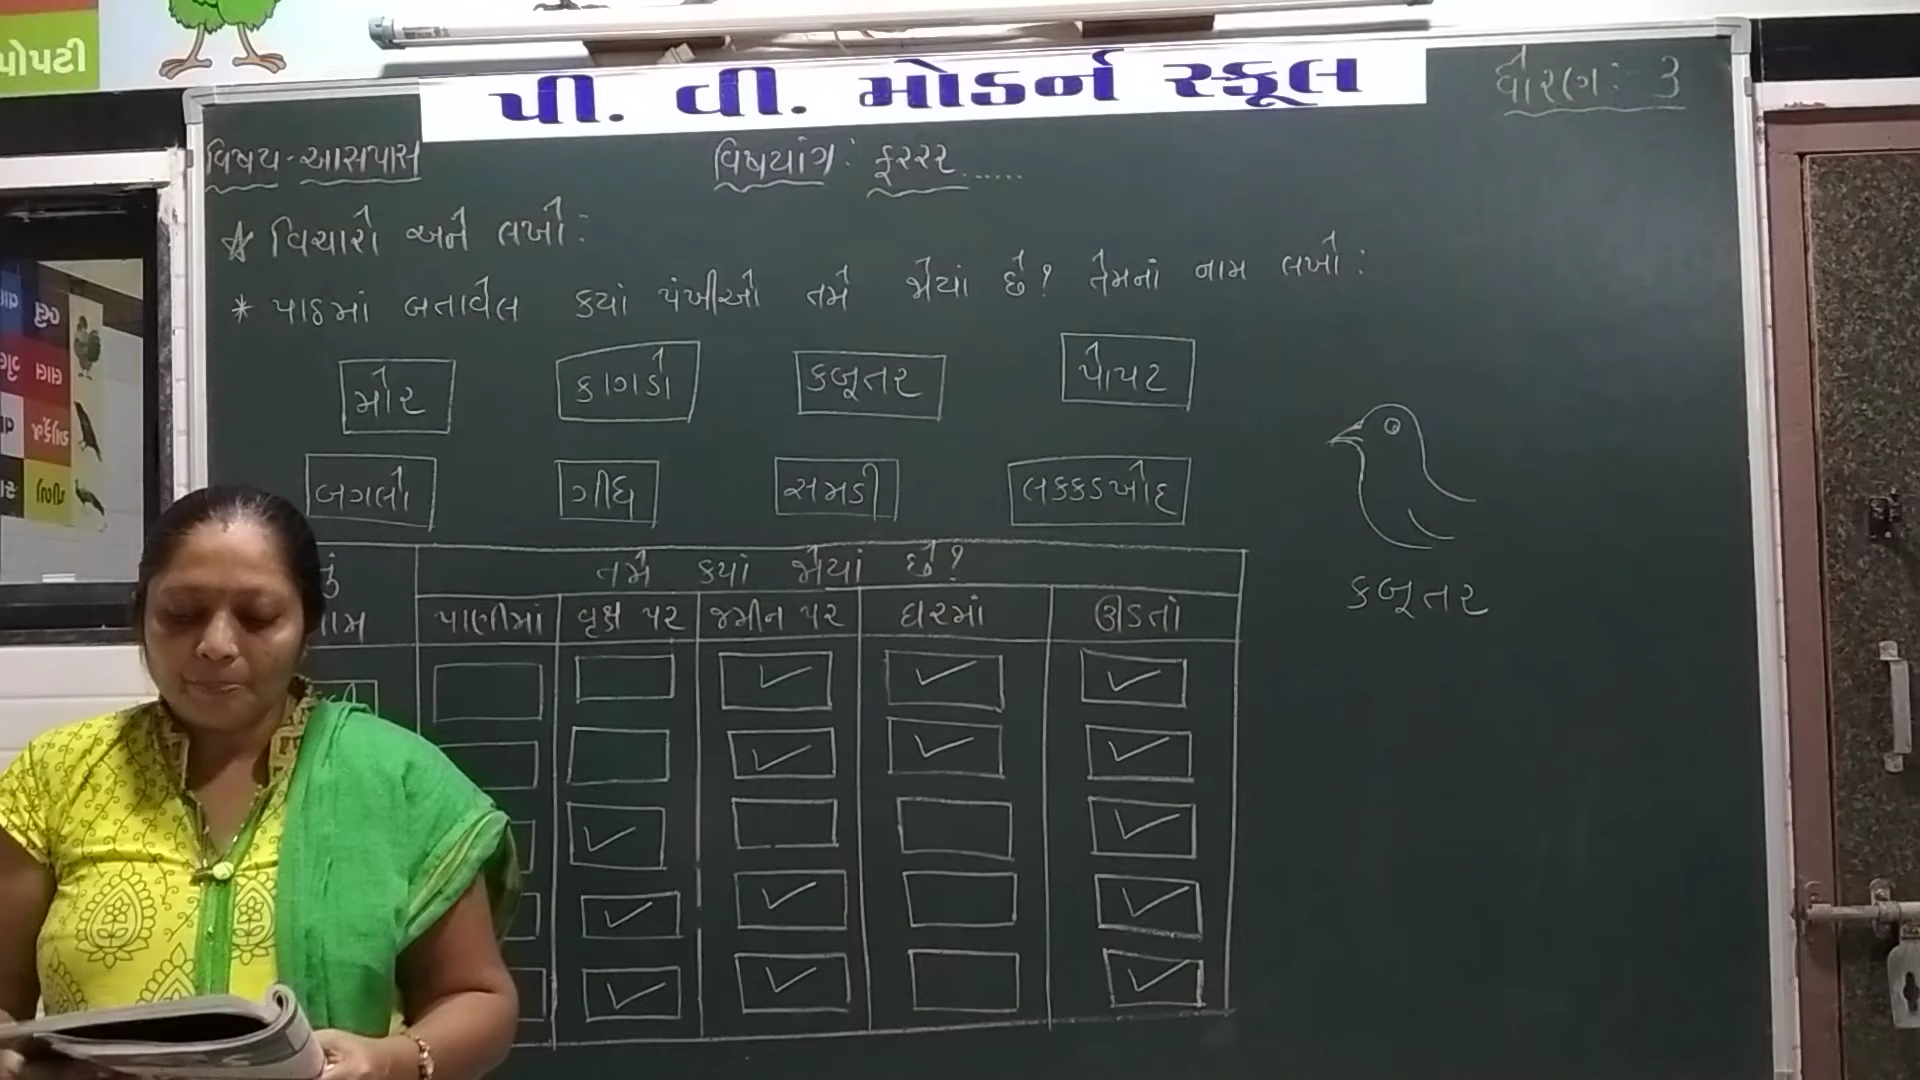 પોપટી
પી. વી. મોડર્ન સ્કૂલ
ધોરણ: 3
વિષય - આસપાસ
વિષયાંગ: ફરરર......
વિચારો અને લખો:
* પાઠમાં બતાવેલ કયાં પંખીઓ તમે જોયાં છે? તેમનાં નામ લખો:
મોર કાગડો કબૂતર પોપટ
બગલો ગીધ સમડી લક્કડખોદ
તમે કયાં જોયાં છે?
પાણીમાં વૃક્ષ પર જમીન પર ઘરમાં ઊડતાં
કબૂતર